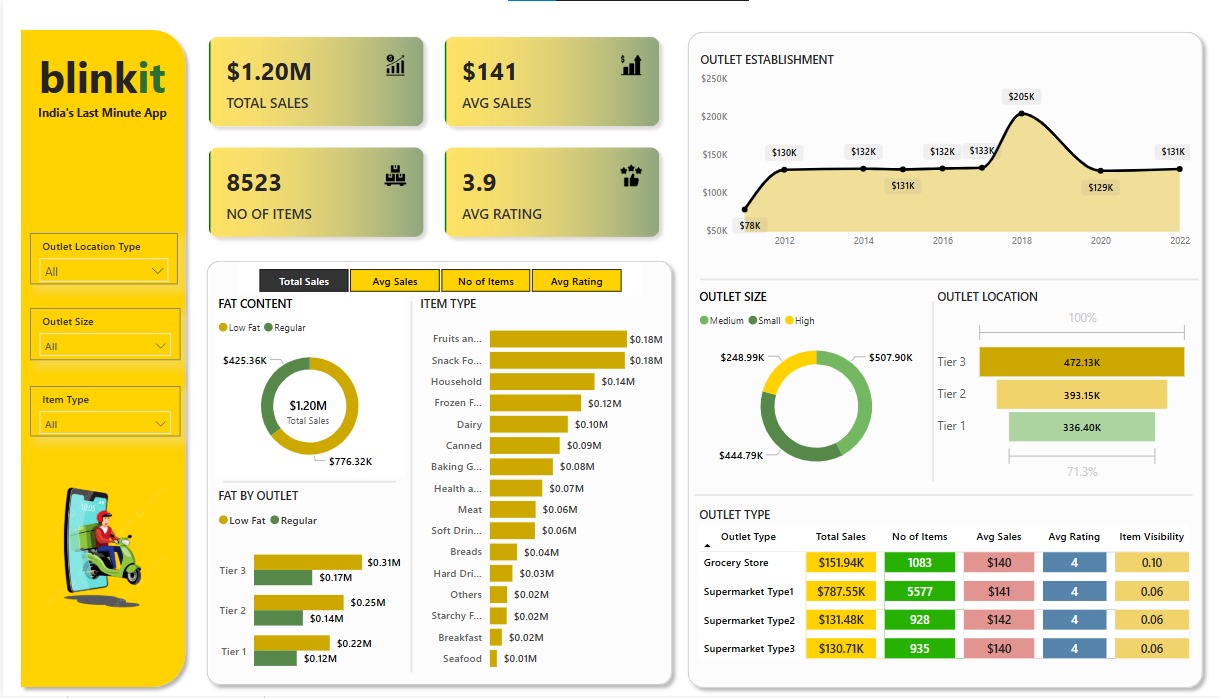 blinkit
India's Last Minute App
Outlet Location Type
All
Outlet Size
All
Item Type
All
$1.20M
TOTAL SALES
$141
AVG SALES
8523
NO OF ITEMS
3.9
AVG RATING
Total Sales
Avg Sales
No of Items
Avg Rating
FAT CONTENT
Low Fat Regular
$425.36K
$1.20M
Total Sales
$776.32K
FAT BY OUTLET
Low Fat Regular
Tier 3 $0.31M
$0.17M
Tier 2 $0.25M
$0.14M
Tier 1 $0.22M
$0.12M
ITEM TYPE
Fruits an... $0.18M
Snack Fo... $0.18M
Household $0.14M
Frozen F... $0.12M
Dairy $0.10M
Canned $0.09M
Baking G... $0.08M
Health a... $0.07M
Meat $0.06M
Soft Drin... $0.06M
Breads $0.04M
Hard Dri... $0.03M
Others $0.02M
Starchy F... $0.02M
Breakfast $0.02M
Seafood $0.01M
OUTLET ESTABLISHMENT
$250K
$200K
$150K
$100K
$50K
$78K
$130K
$132K
$131K
$132K
$133K
$205K
$129K
$131K
2012 2014 2016 2018 2020 2022
OUTLET SIZE
Medium Small High
$248.99K
$507.90K
$444.79K
OUTLET LOCATION
100%
Tier 3 472.13K
Tier 2 393.15K
Tier 1 336.40K
71.3%
OUTLET TYPE
Outlet Type Total Sales No of Items Avg Sales Avg Rating Item Visibility
Grocery Store $151.94K 1083 $140 4 0.10
Supermarket Type1 $787.55K 5577 $141 4 0.06
Supermarket Type2 $131.48K 928 $142 4 0.06
Supermarket Type3 $130.71K 935 $140 4 0.06